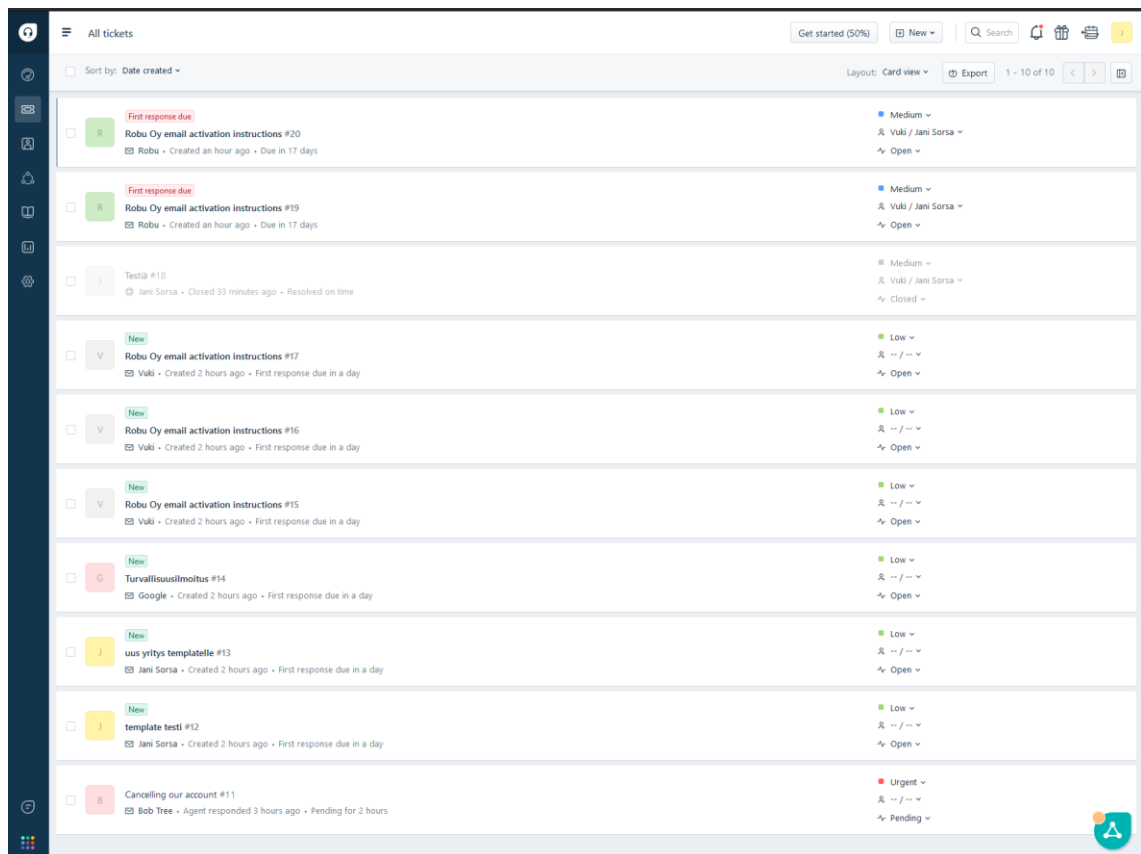 All tickets
Get started (50%)
New
Search
J
Sort by: Date created
Layout: Card view
Export
1 - 10 of 10
First response due
R
Robu Oy email activation instructions #20
Robu • Created an hour ago • Due in 17 days
Medium
Vuki / Jani Sorsa
Open
First response due
R
Robu Oy email activation instructions #19
Robu • Created an hour ago • Due in 17 days
Medium
Vuki / Jani Sorsa
Open
J
Testiä #18
Jani Sorsa • Closed 33 minutes ago • Resolved on time
Medium
Vuki / Jani Sorsa
Closed
New
V
Robu Oy email activation instructions #17
Vuki • Created 2 hours ago • First response due in a day
Low
-- / --
Open
New
V
Robu Oy email activation instructions #16
Vuki • Created 2 hours ago • First response due in a day
Low
-- / --
Open
New
V
Robu Oy email activation instructions #15
Vuki • Created 2 hours ago • First response due in a day
Low
-- / --
Open
New
G
Turvallisuusilmoitus #14
Google • Created 2 hours ago • First response due in a day
Low
-- / --
Open
New
J
uus yritys templatelle #13
Jani Sorsa • Created 2 hours ago • First response due in a day
Low
-- / --
Open
New
J
template testi #12
Jani Sorsa • Created 2 hours ago • First response due in a day
Low
-- / --
Open
B
Cancelling our account #11
Bob Tree • Agent responded 3 hours ago • Pending for 2 hours
Urgent
-- / --
Pending